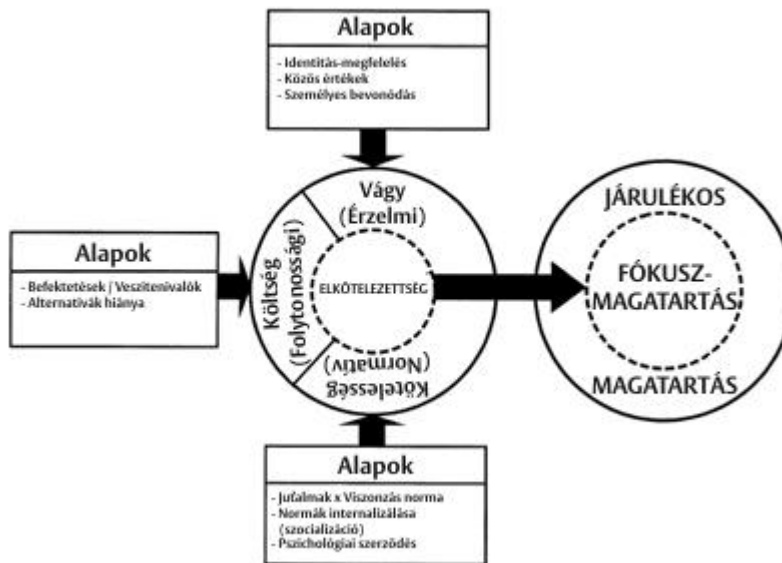 Alapok
- Identitás-megfelelés
- Közös értékek
- Személyes bevonódás
Alapok
- Befektetések / Veszítenivalók
- Alternatívák hiánya
Vágy
(Érzelmi)
Költség
(Folytonossági)
ELKÖTELEZETTSÉG
Kötelesség
(Normatív)
JÁRULÉKOS
FÓKUSZ-
MAGATARTÁS
MAGATARTÁS
Alapok
- Jutalmak x Viszonzás norma
- Normák internalizálása
(szocializáció)
- Pszichológiai szerződés